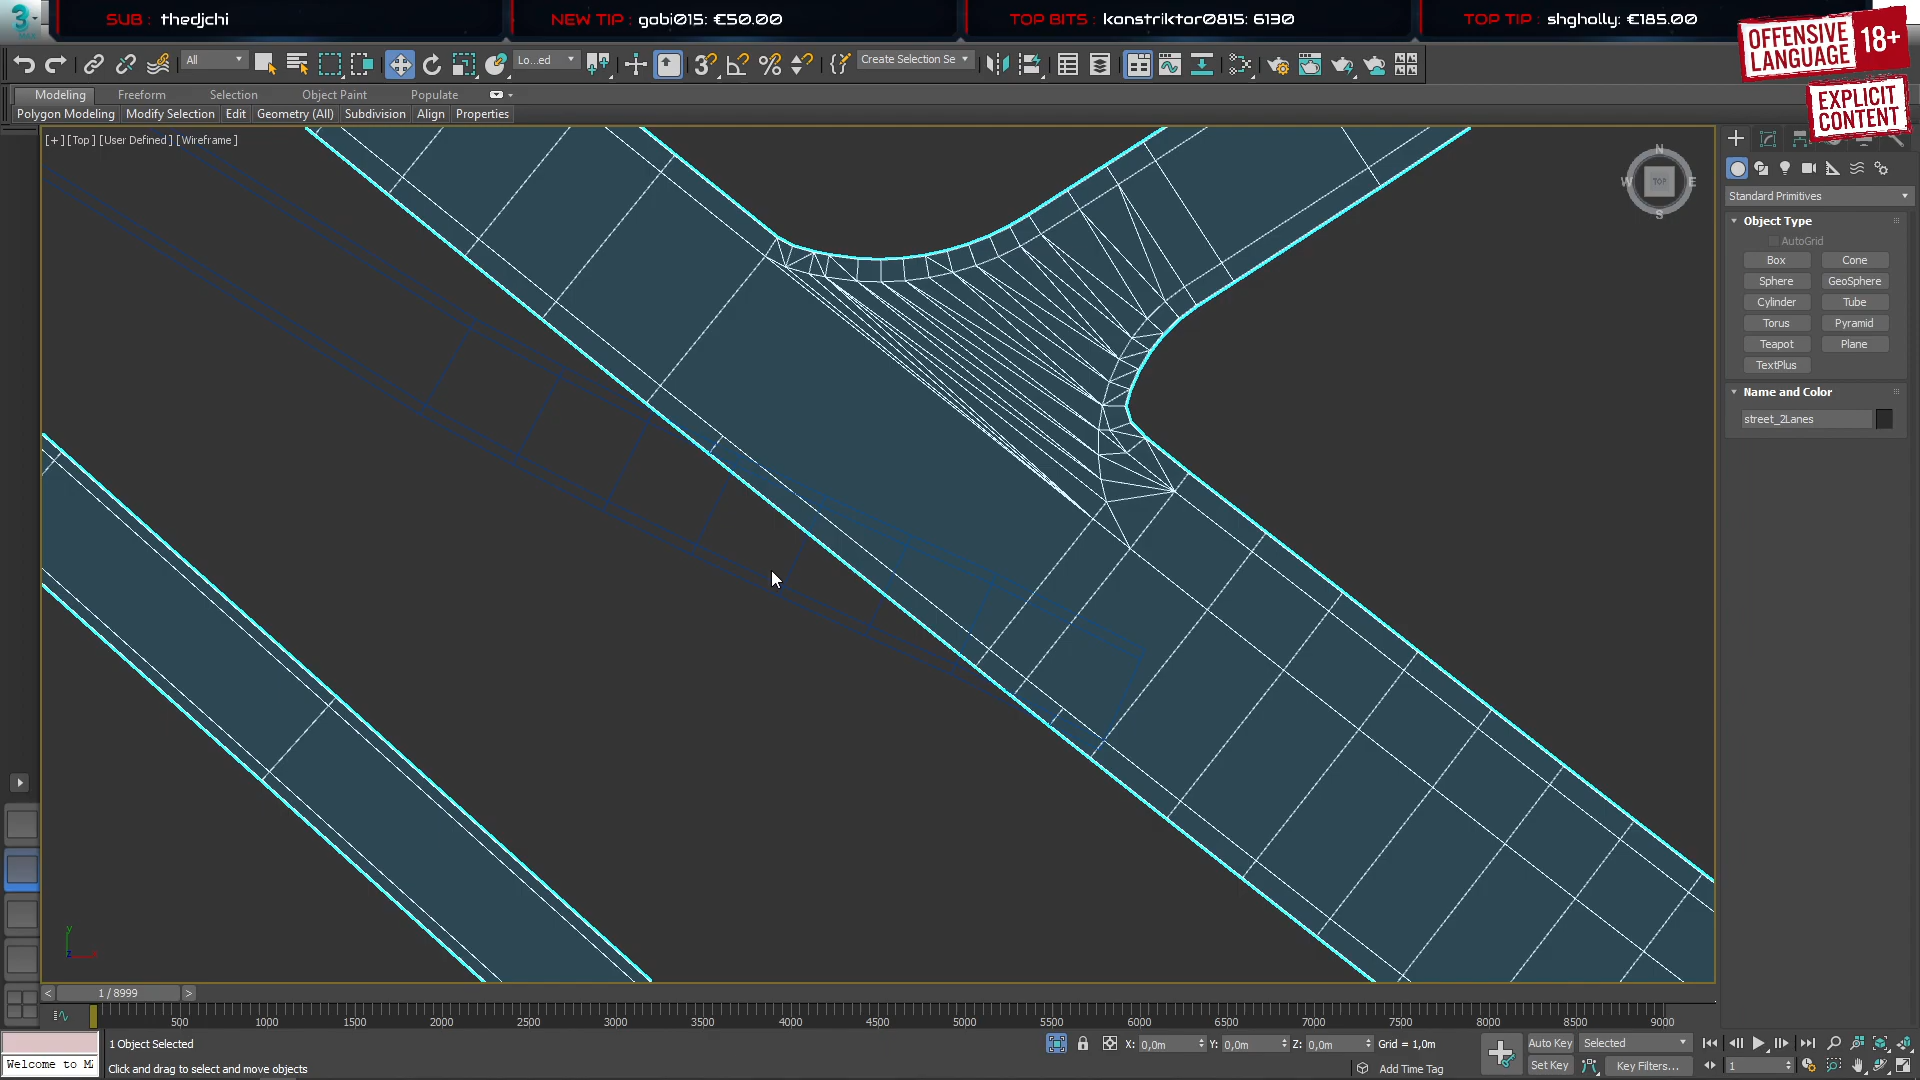 SUB : thedjchi
NEW TIP : gabi015: €50.00
TOP BITS : konstriktor0815: 6130
TOP TIP : shgholly: €185.00
OFFENSIVE LANGUAGE 18+
EXPLICIT CONTENT
3
MAX
All
Lo...ed
Create Selection Se
Modeling
Freeform
Selection
Object Paint
Populate
Polygon Modeling
Modify Selection
Edit
Geometry (All)
Subdivision
Align
Properties
[+] [Top] [User Defined] [Wireframe]
N
W
TOP
E
S
Standard Primitives
Object Type
AutoGrid
Box
Cone
Sphere
GeoSphere
Cylinder
Tube
Torus
Pyramid
Teapot
Plane
TextPlus
Name and Color
street_2Lanes
y
z
< 1 / 8999 >
500 1000 1500 2000 2500 3000 3500 4000 4500 5000 5500 6000 6500 7000 7500 8000 8500 9000
1 Object Selected
X: 0,0m
Y: 0,0m
Z: 0,0m
Grid = 1,0m
Auto Key
Selected
Welcome to Mi
Click and drag to select and move objects
Add Time Tag
Set Key
Key Filters...
1